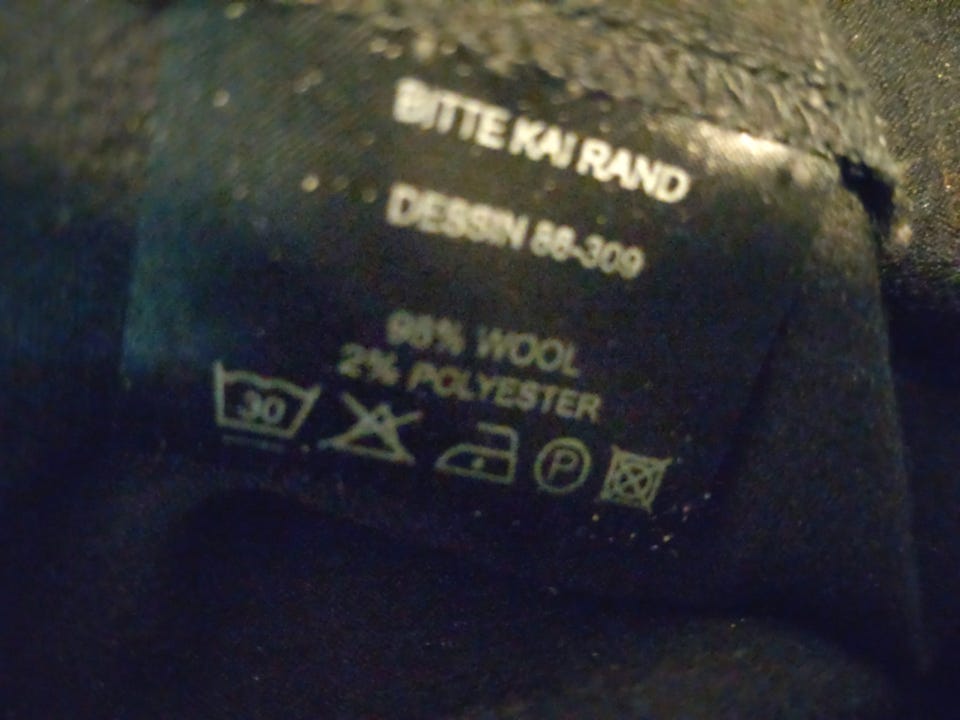 BITTE KAI RAND
DESSIN 86-309
98% WOOL
2% POLYESTER
30
P